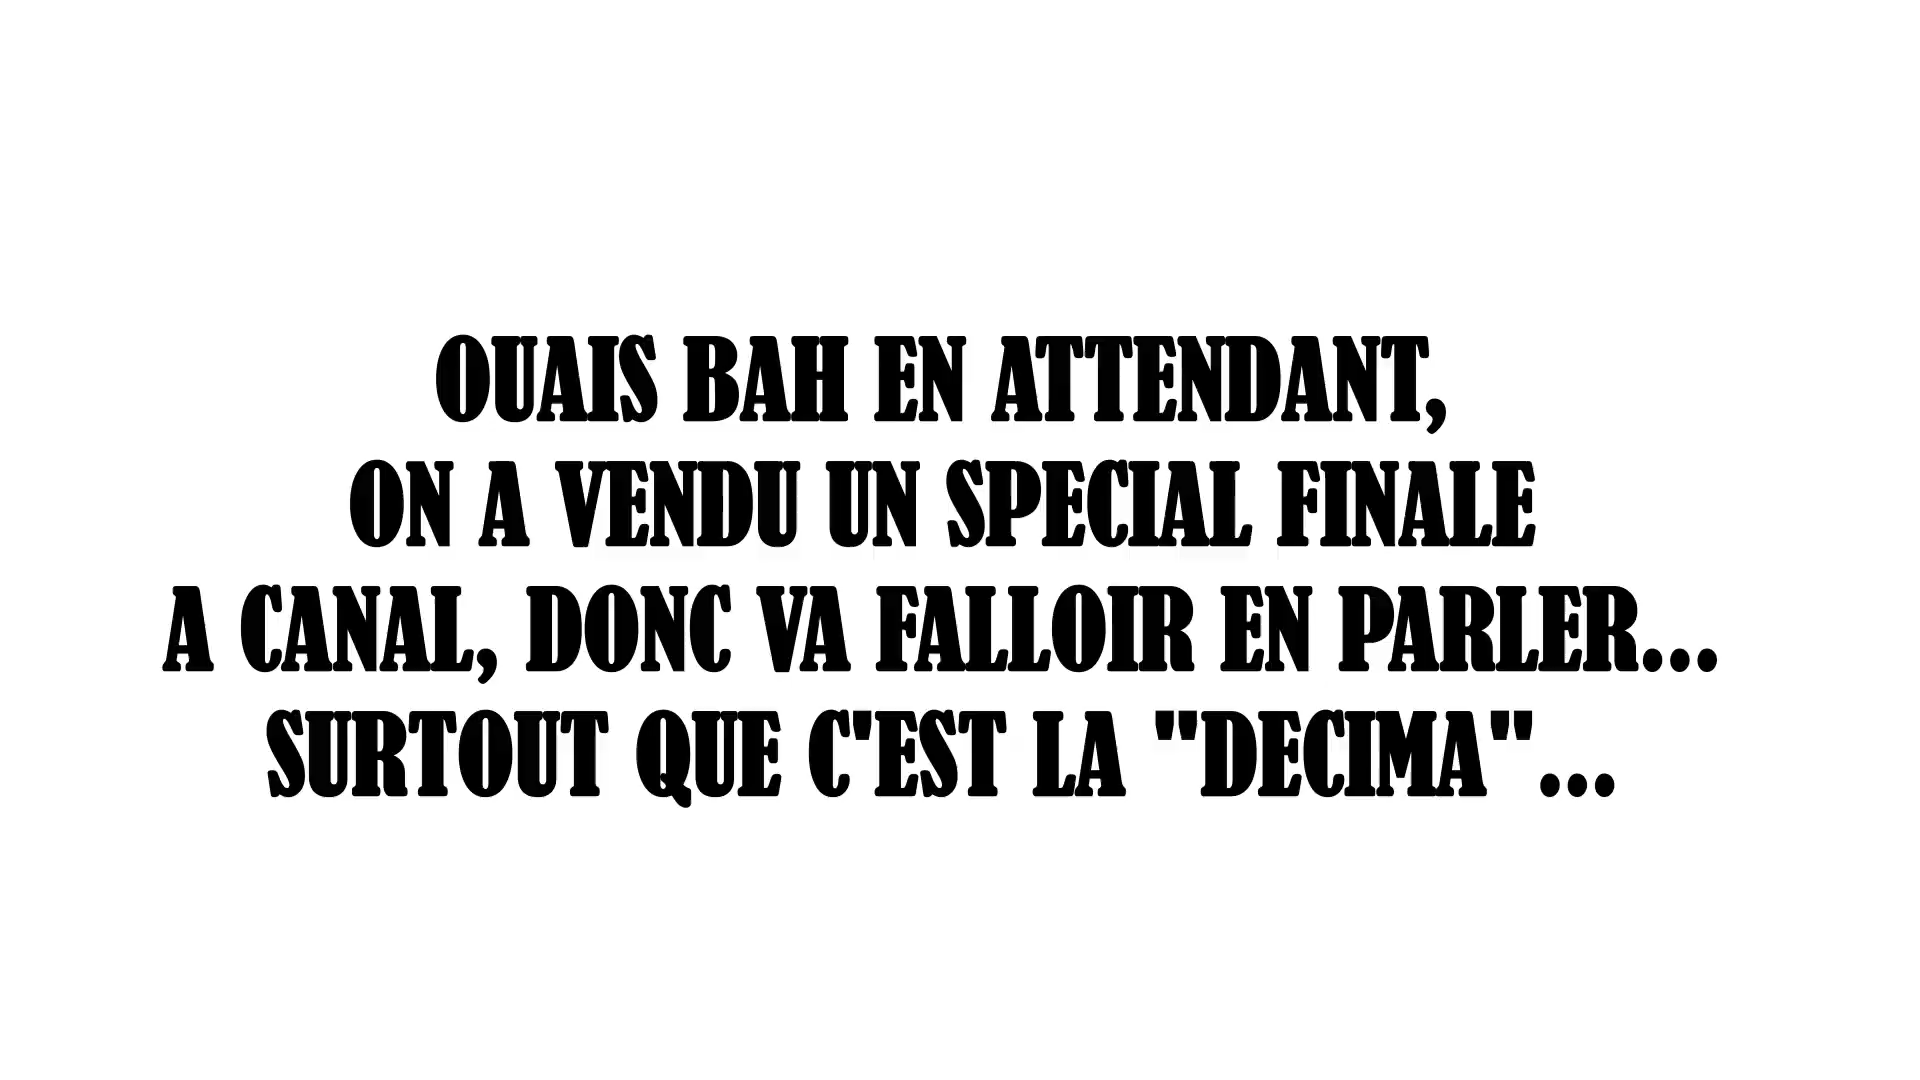 OUAIS BAH EN ATTENDANT,
ON A VENDU UN SPECIAL FINALE
A CANAL, DONC VA FALLOIR EN PARLER...
SURTOUT QUE C'EST LA "DECIMA"...